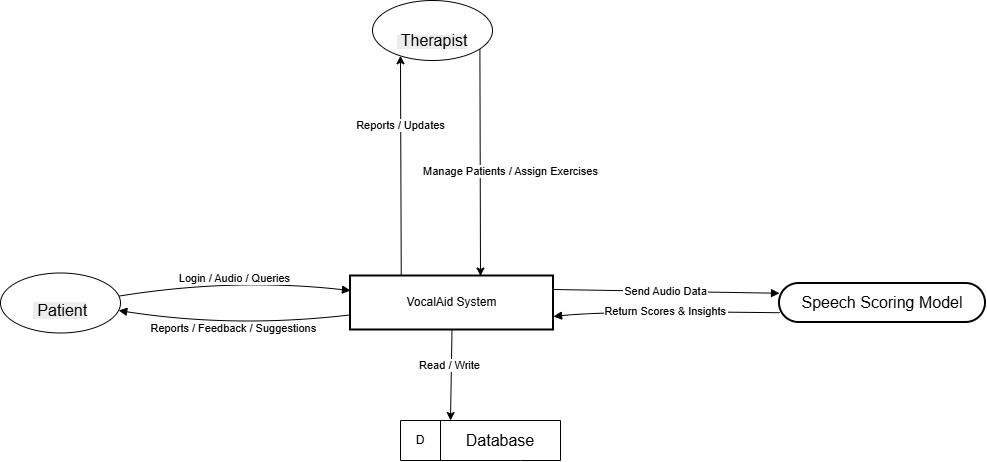 Therapist
Reports / Updates
Manage Patients / Assign Exercises
Login / Audio / Queries
Patient
Reports / Feedback / Suggestions
VocalAid System
Send Audio Data
Return Scores & Insights
Speech Scoring Model
Read / Write
D
Database